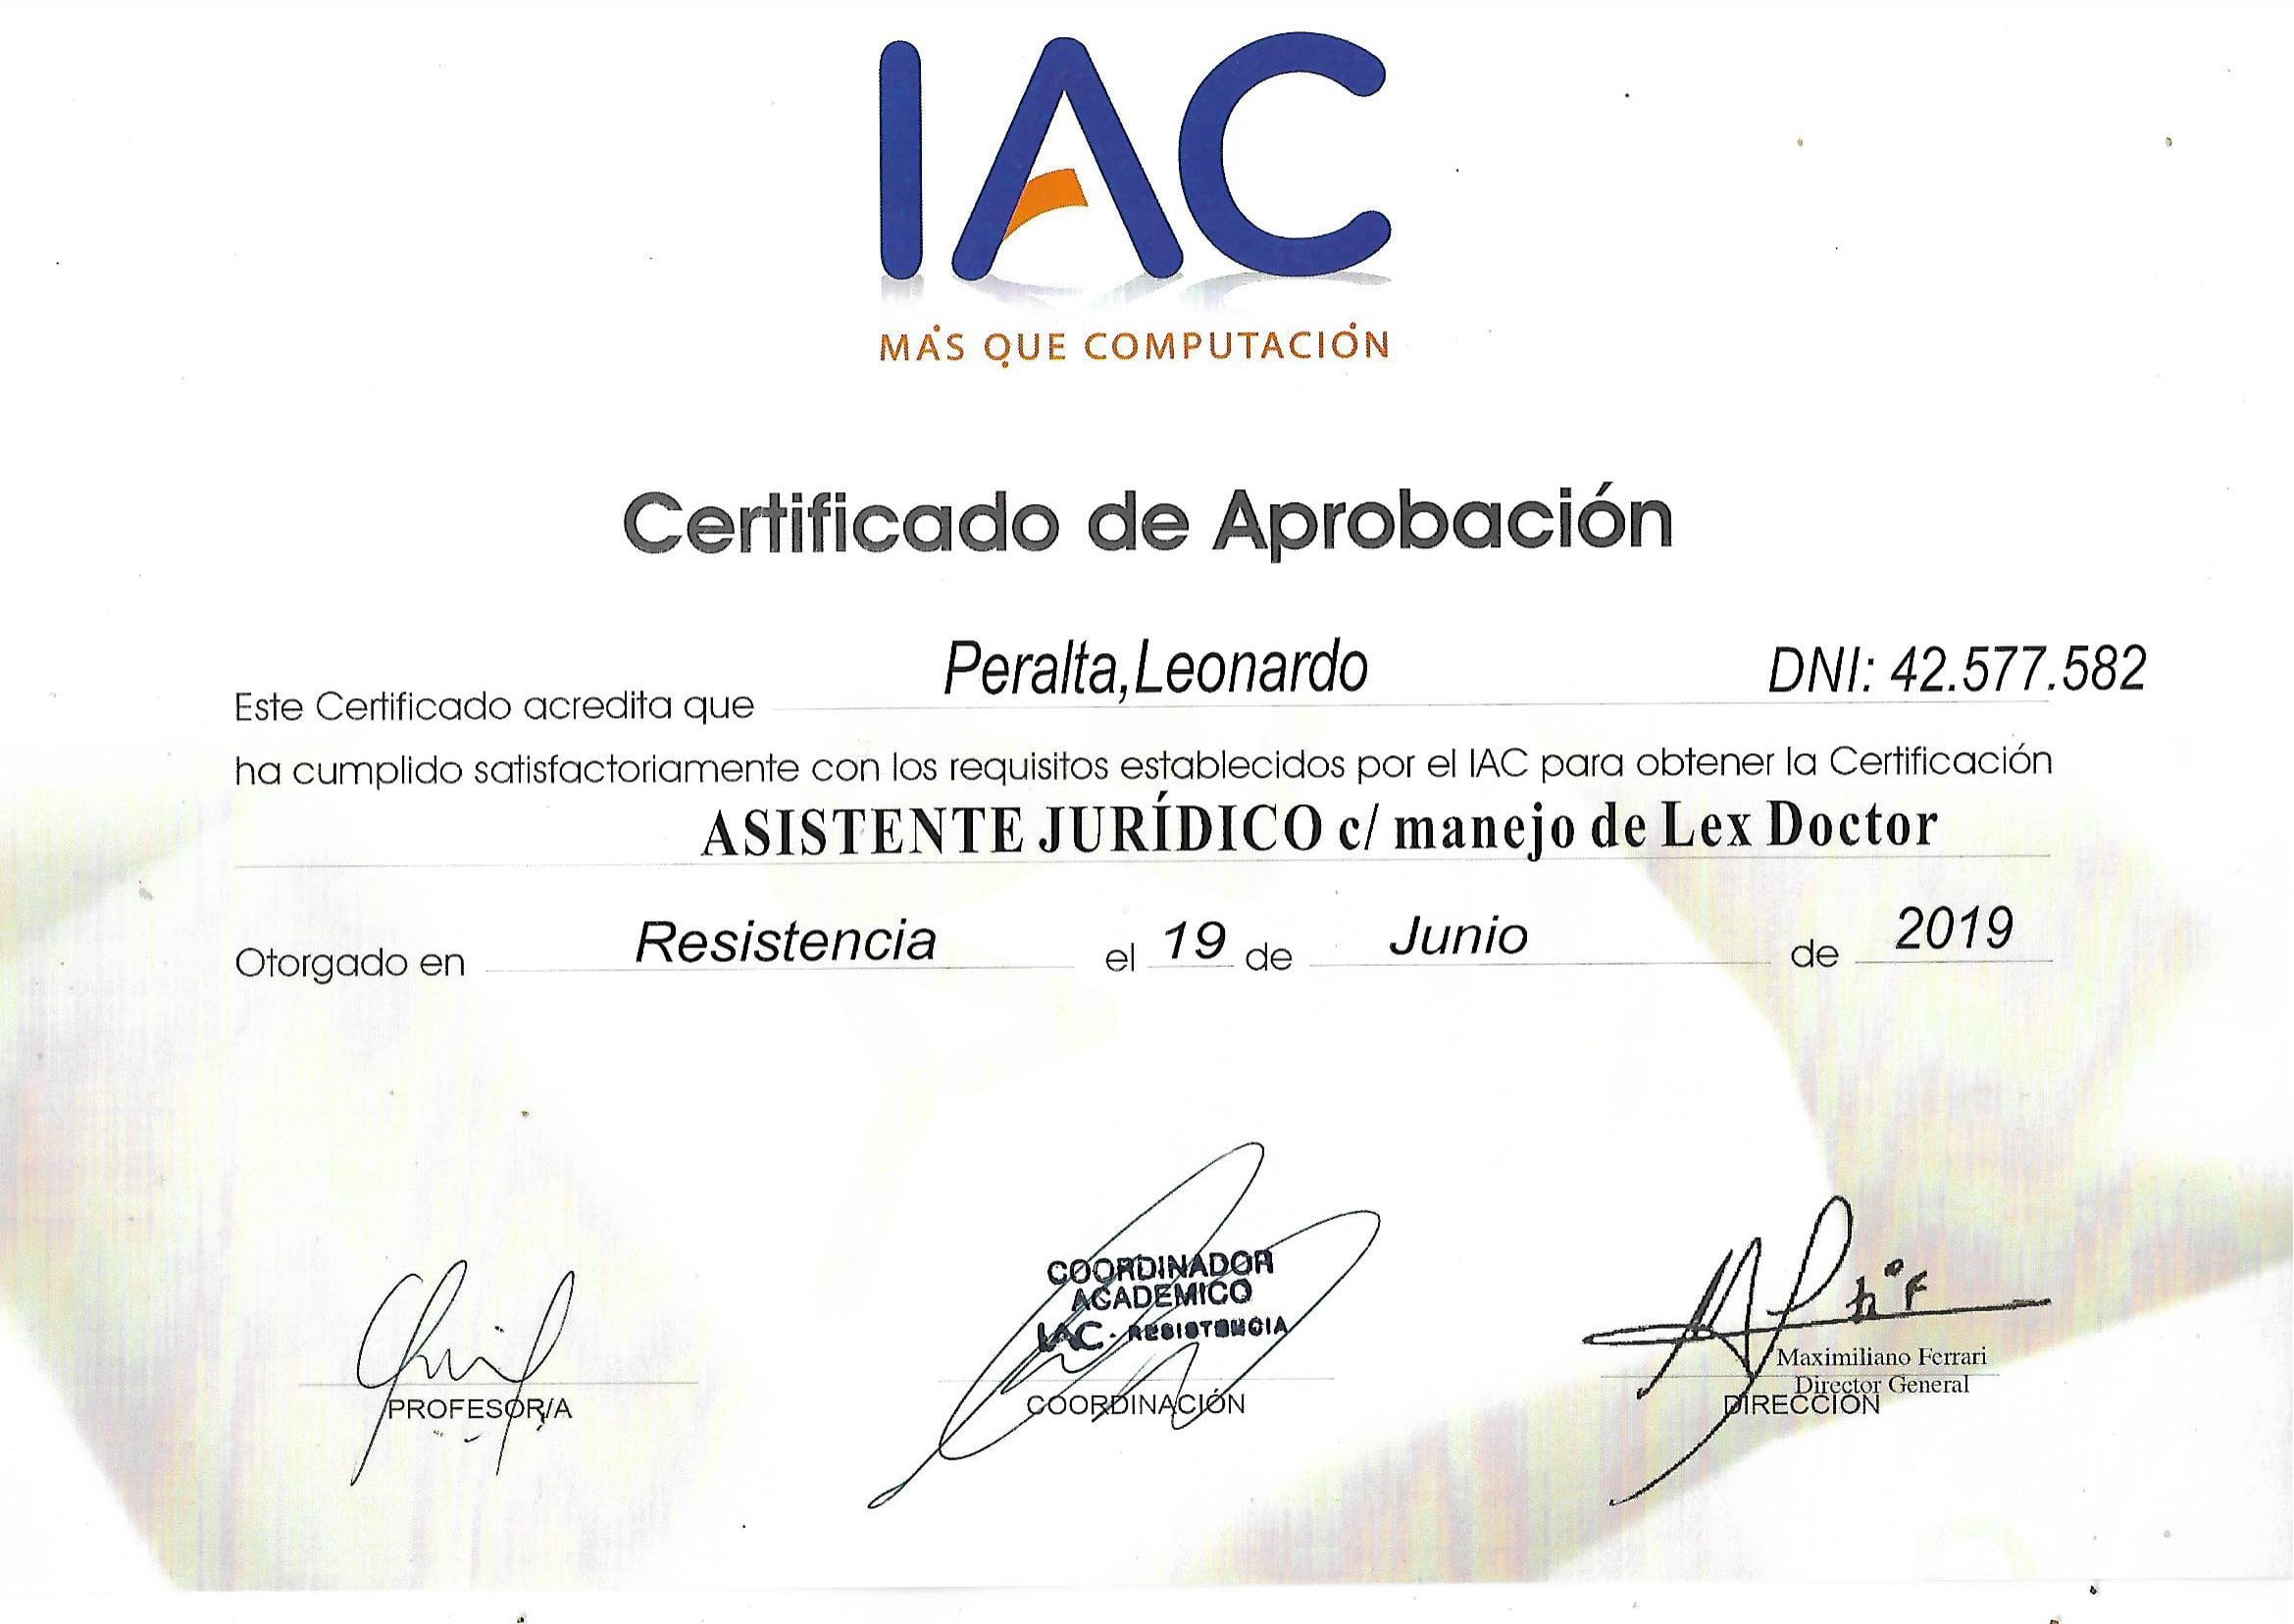 IAC
MÁS QUE COMPUTACIÓN
Certificado de Aprobación
Este Certificado acredita que Peralta,Leonardo DNI: 42.577.582
ha cumplido satisfactoriamente con los requisitos establecidos por el IAC para obtener la Certificación
ASISTENTE JURÍDICO c/ manejo de Lex Doctor
Otorgado en Resistencia el 19 de Junio de 2019
COORDINADOR
ACADEMICO
IAC - RESISTENCIA
Maximiliano Ferrari
Director General
PROFESOR/A COORDINACIÓN DIRECCIÓN